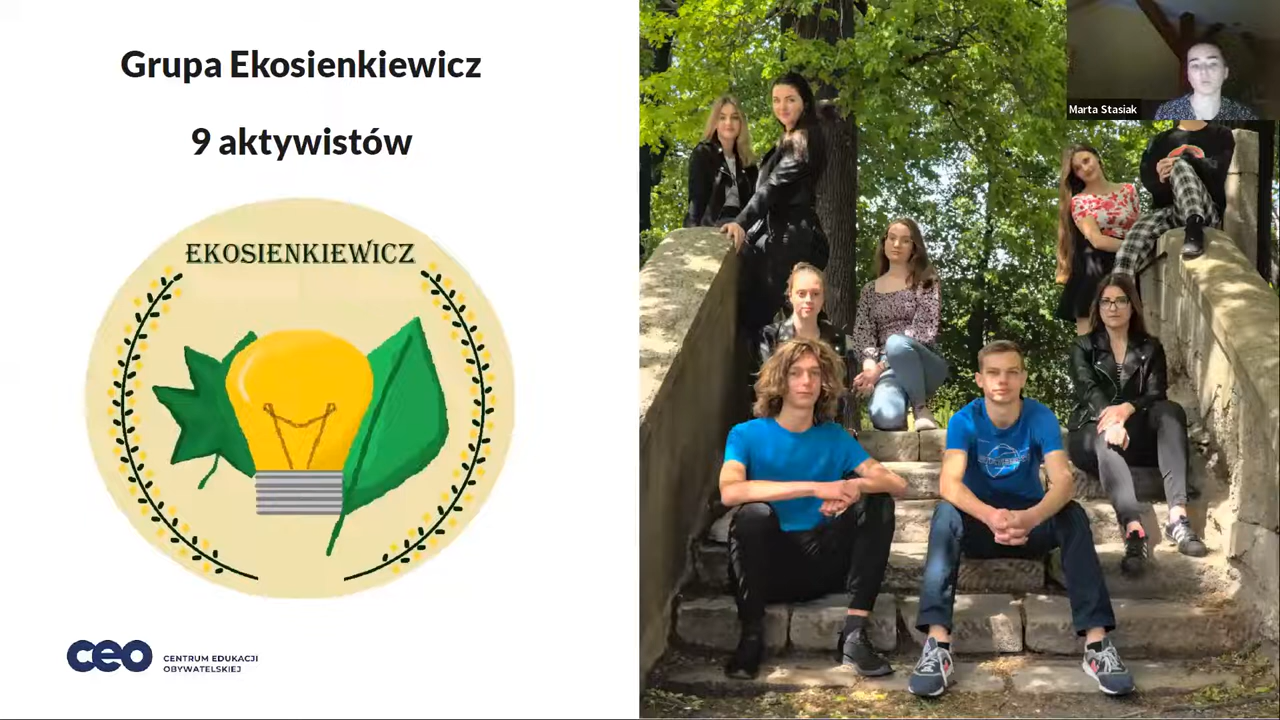 Grupa Ekosienkiewicz
9 aktywistów
EKOSIENKIEWICZ
ceo
CENTRUM EDUKACJI
OBYWATELSKIEJ
Marta Stasiak